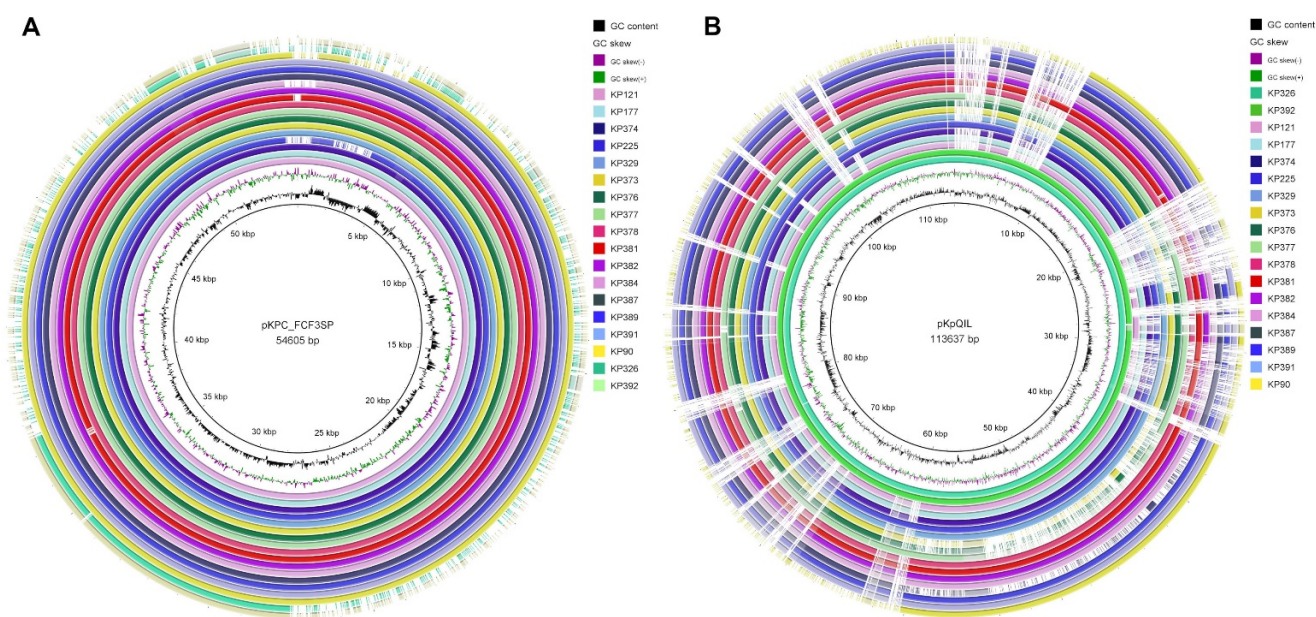 A
GC content
GC skew
GC skew(-)
GC skew(+)
KP121
KP177
KP374
KP225
KP329
KP373
KP376
KP377
KP378
KP381
KP382
KP384
KP387
KP389
KP391
KP90
KP326
KP392
pKPC_FCF3SP
54605 bp
5 kbp
10 kbp
15 kbp
20 kbp
25 kbp
30 kbp
35 kbp
40 kbp
45 kbp
50 kbp
B
GC content
GC skew
GC skew(-)
GC skew(+)
KP326
KP392
KP121
KP177
KP374
KP225
KP329
KP373
KP376
KP377
KP378
KP381
KP382
KP384
KP387
KP389
KP391
KP90
pKpQIL
113637 bp
10 kbp
20 kbp
30 kbp
40 kbp
50 kbp
60 kbp
70 kbp
80 kbp
90 kbp
100 kbp
110 kbp